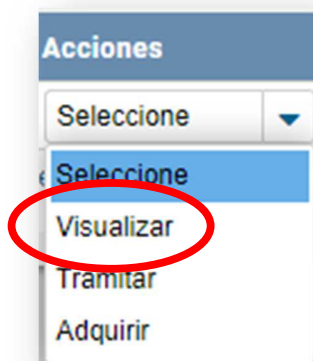 Acciones
Seleccione
Seleccione
Visualizar
Tramitar
Adquirir